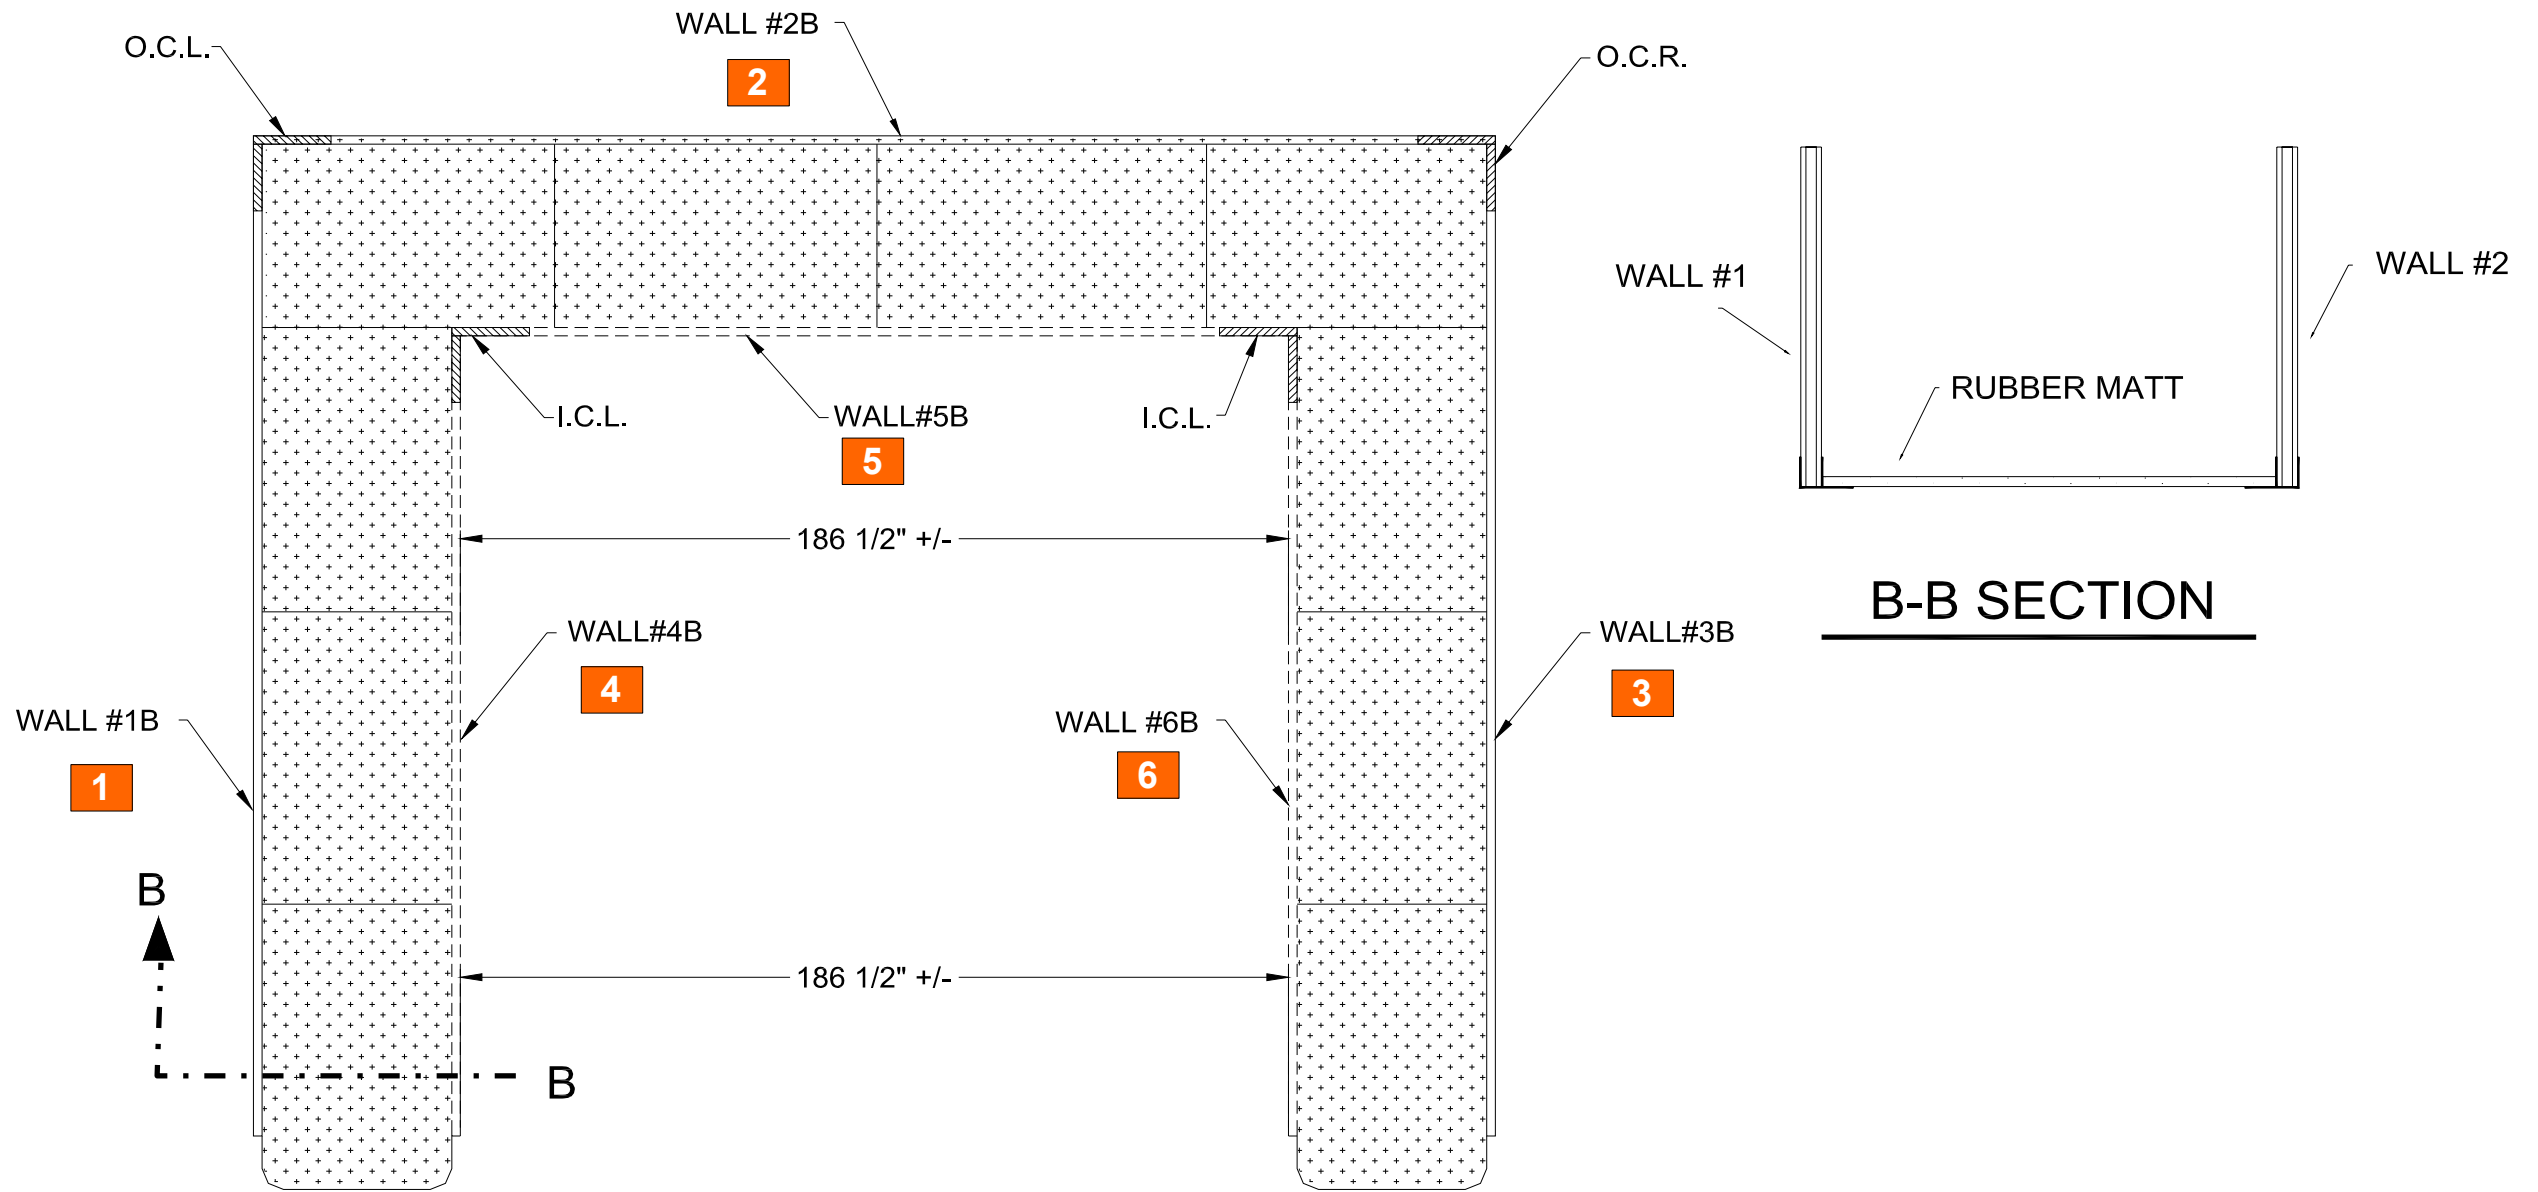 WALL #2B
2
O.C.L.
O.C.R.
WALL #1
WALL #2
RUBBER MATT
I.C.L.
WALL#5B
5
I.C.L.
186 1/2" +/-
B-B SECTION
WALL#4B
4
WALL#3B
3
WALL #1B
1
WALL #6B
6
B
186 1/2" +/-
B